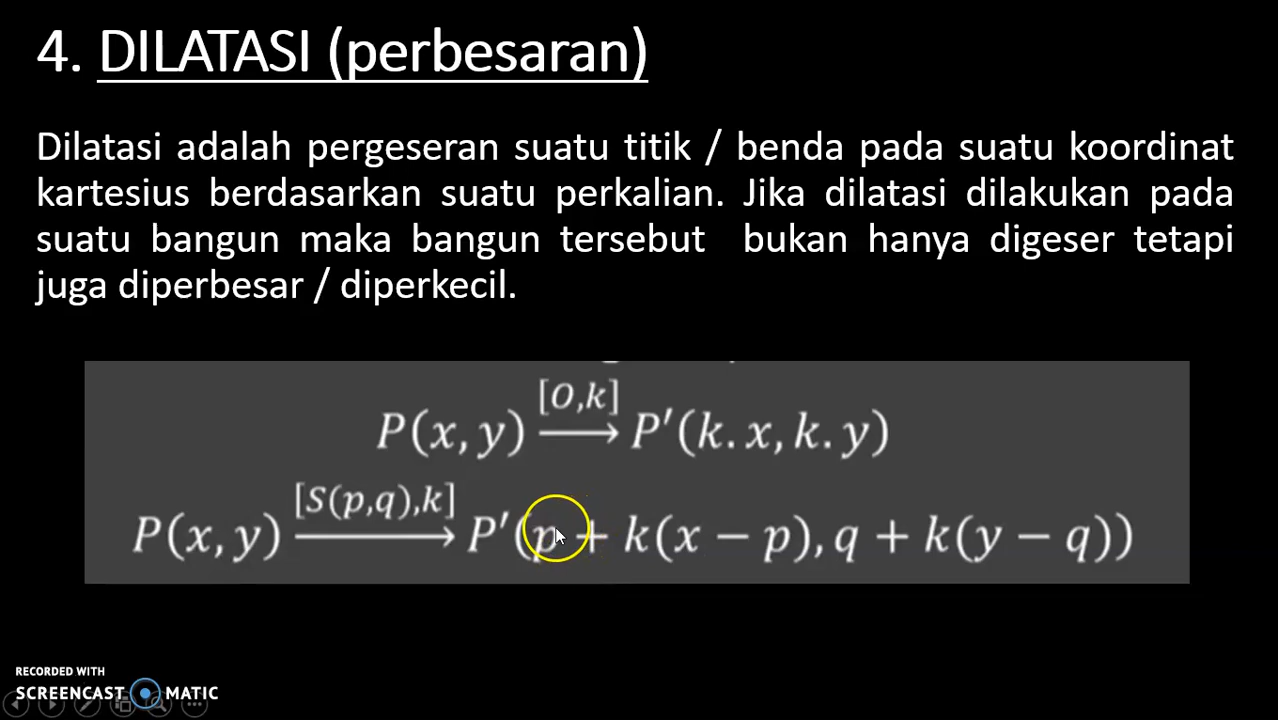 4. DILATASI (perbesaran)
Dilatasi adalah pergeseran suatu titik / benda pada suatu koordinat
kartesius berdasarkan suatu perkalian. Jika dilatasi dilakukan pada
suatu bangun maka bangun tersebut bukan hanya digeser tetapi
juga diperbesar / diperkecil.
[O,k]
P(x, y) ⟶ P′(k. x, k. y)
[S(p,q),k]
P(x, y) ⟶ P′(p + k(x − p), q + k(y − q))
RECORDED WITH
SCREENCAST MATIC